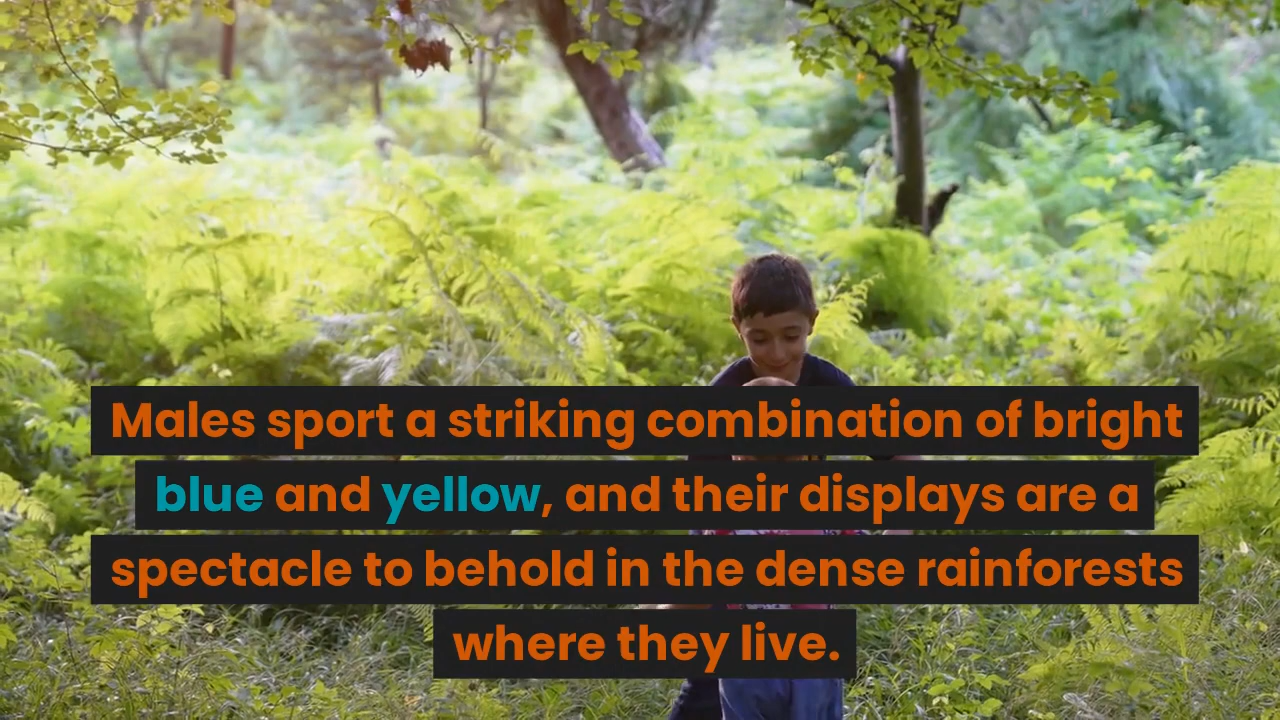 Males sport a striking combination of bright
blue and yellow, and their displays are a
spectacle to behold in the dense rainforests
where they live.